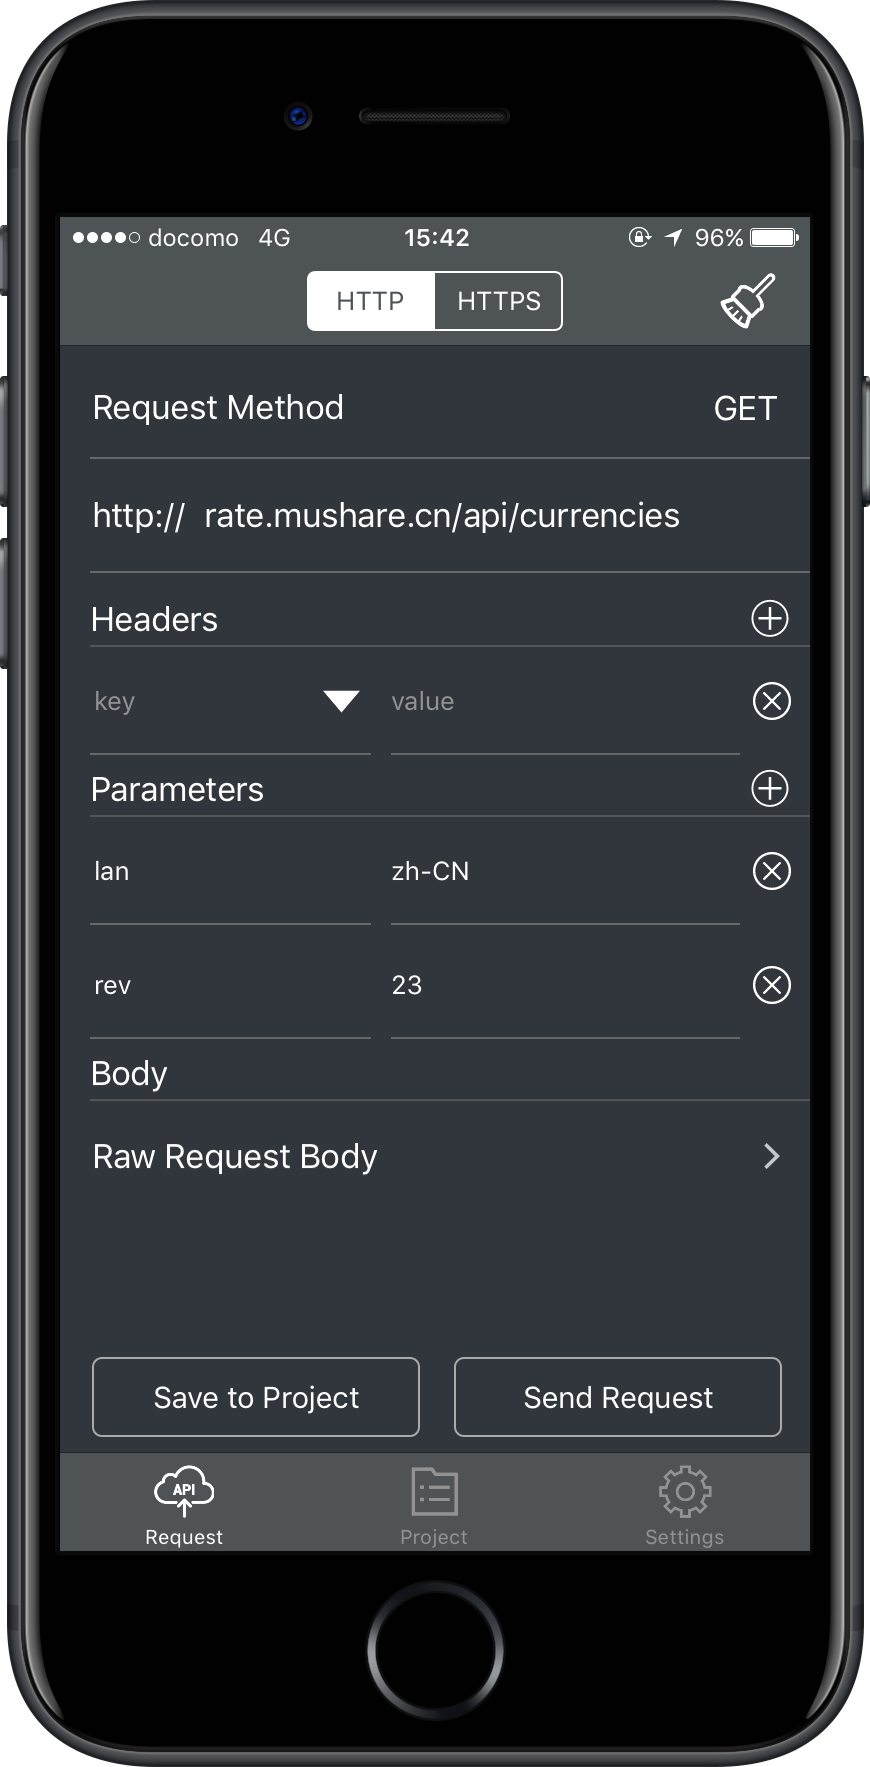 docomo 4G 15:42 96%
HTTP HTTPS
Request Method GET
http:// rate.mushare.cn/api/currencies
Headers
key value
Parameters
lan zh-CN
rev 23
Body
Raw Request Body
Save to Project Send Request
API
Request Project Settings